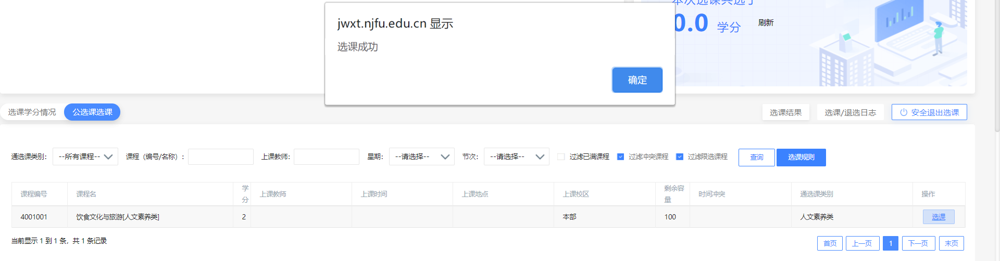 本次选课共选了
0.0 学分 刷新
jwxt.njfu.edu.cn 显示
选课成功
确定
选课学分情况 公选课选课 选课结果 选课/退选日志 安全退出选课
通选课类别: --所有课程-- 课程（编号/名称）: 上课教师: 星期: --请选择-- 节次: --请选择-- 过滤已满课程 过滤冲突课程 过滤限选课程 查询 选课规则
课程编号 课程名 学分 上课教师 上课时间 上课地点 上课校区 剩余容量 时间冲突 通选课类别 操作
4001001 饮食文化与旅游[人文素养类] 2 本部 100 人文素养类 选课
当前显示 1 到 1 条，共 1 条记录
首页 上一页 1 下一页 末页